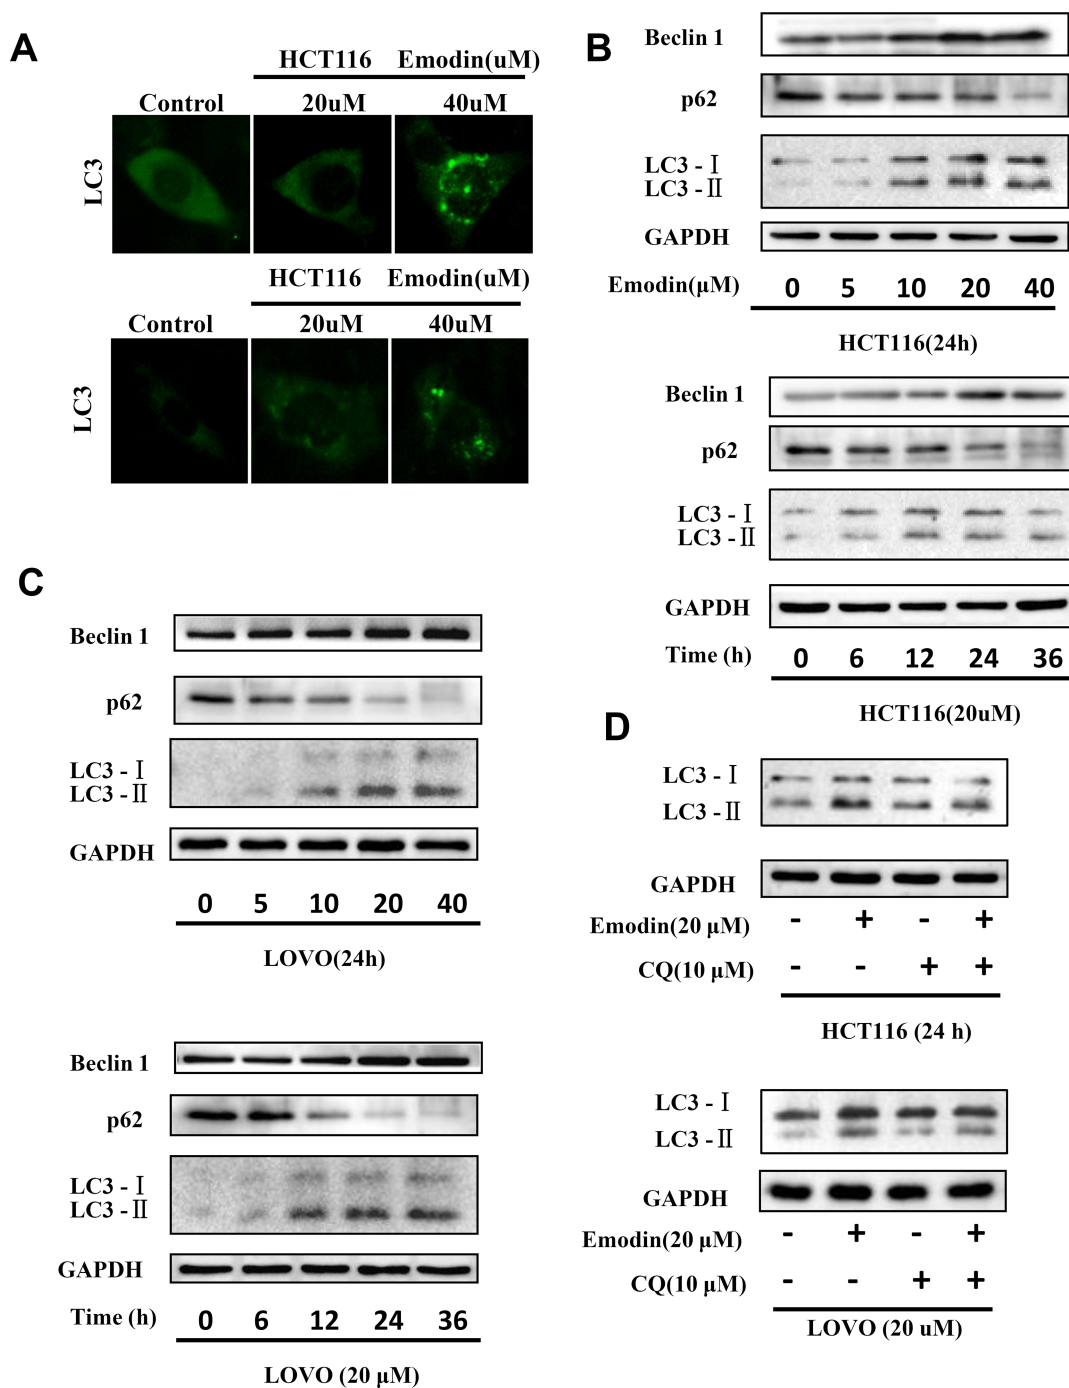 A
HCT116 Emodin(uM)
Control 20uM 40uM
LC3
HCT116 Emodin(uM)
Control 20uM 40uM
LC3
B
Beclin 1
p62
LC3 - Ⅰ
LC3 - Ⅱ
GAPDH
Emodin(μM) 0 5 10 20 40
HCT116(24h)
Beclin 1
p62
LC3 - Ⅰ
LC3 - Ⅱ
GAPDH
Time (h) 0 6 12 24 36
HCT116(20uM)
C
Beclin 1
p62
LC3 - Ⅰ
LC3 - Ⅱ
GAPDH
0 5 10 20 40
LOVO(24h)
Beclin 1
p62
LC3 - Ⅰ
LC3 - Ⅱ
GAPDH
Time (h) 0 6 12 24 36
LOVO (20 μM)
D
LC3 - Ⅰ
LC3 - Ⅱ
GAPDH
Emodin(20 μM) - + - +
CQ(10 μM) - - + +
HCT116 (24 h)
LC3 - Ⅰ
LC3 - Ⅱ
GAPDH
Emodin(20 μM) - + - +
CQ(10 μM) - - + +
LOVO (20 uM)